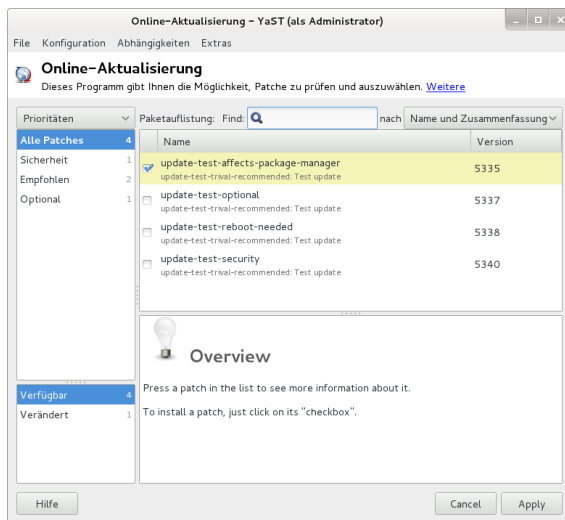 Online-Aktualisierung - YaST (als Administrator)
File Konfiguration Abhängigkeiten Extras
Online-Aktualisierung
Dieses Programm gibt Ihnen die Möglichkeit, Patche zu prüfen und auszuwählen. Weitere
Prioritäten
Paketauflistung: Find: nach Name und Zusammenfassung
Alle Patches 4
Sicherheit 1
Empfohlen 2
Optional 1
Name Version
update-test-affects-package-manager 5335
update-test-trival-recommended: Test update
update-test-optional 5337
update-test-trival-recommended: Test update
update-test-reboot-needed 5338
update-test-trival-recommended: Test update
update-test-security 5340
update-test-trival-recommended: Test update
Verfügbar 4
Verändert 1
Overview
Press a patch in the list to see more information about it.
To install a patch, just click on its "checkbox".
Hilfe Cancel Apply